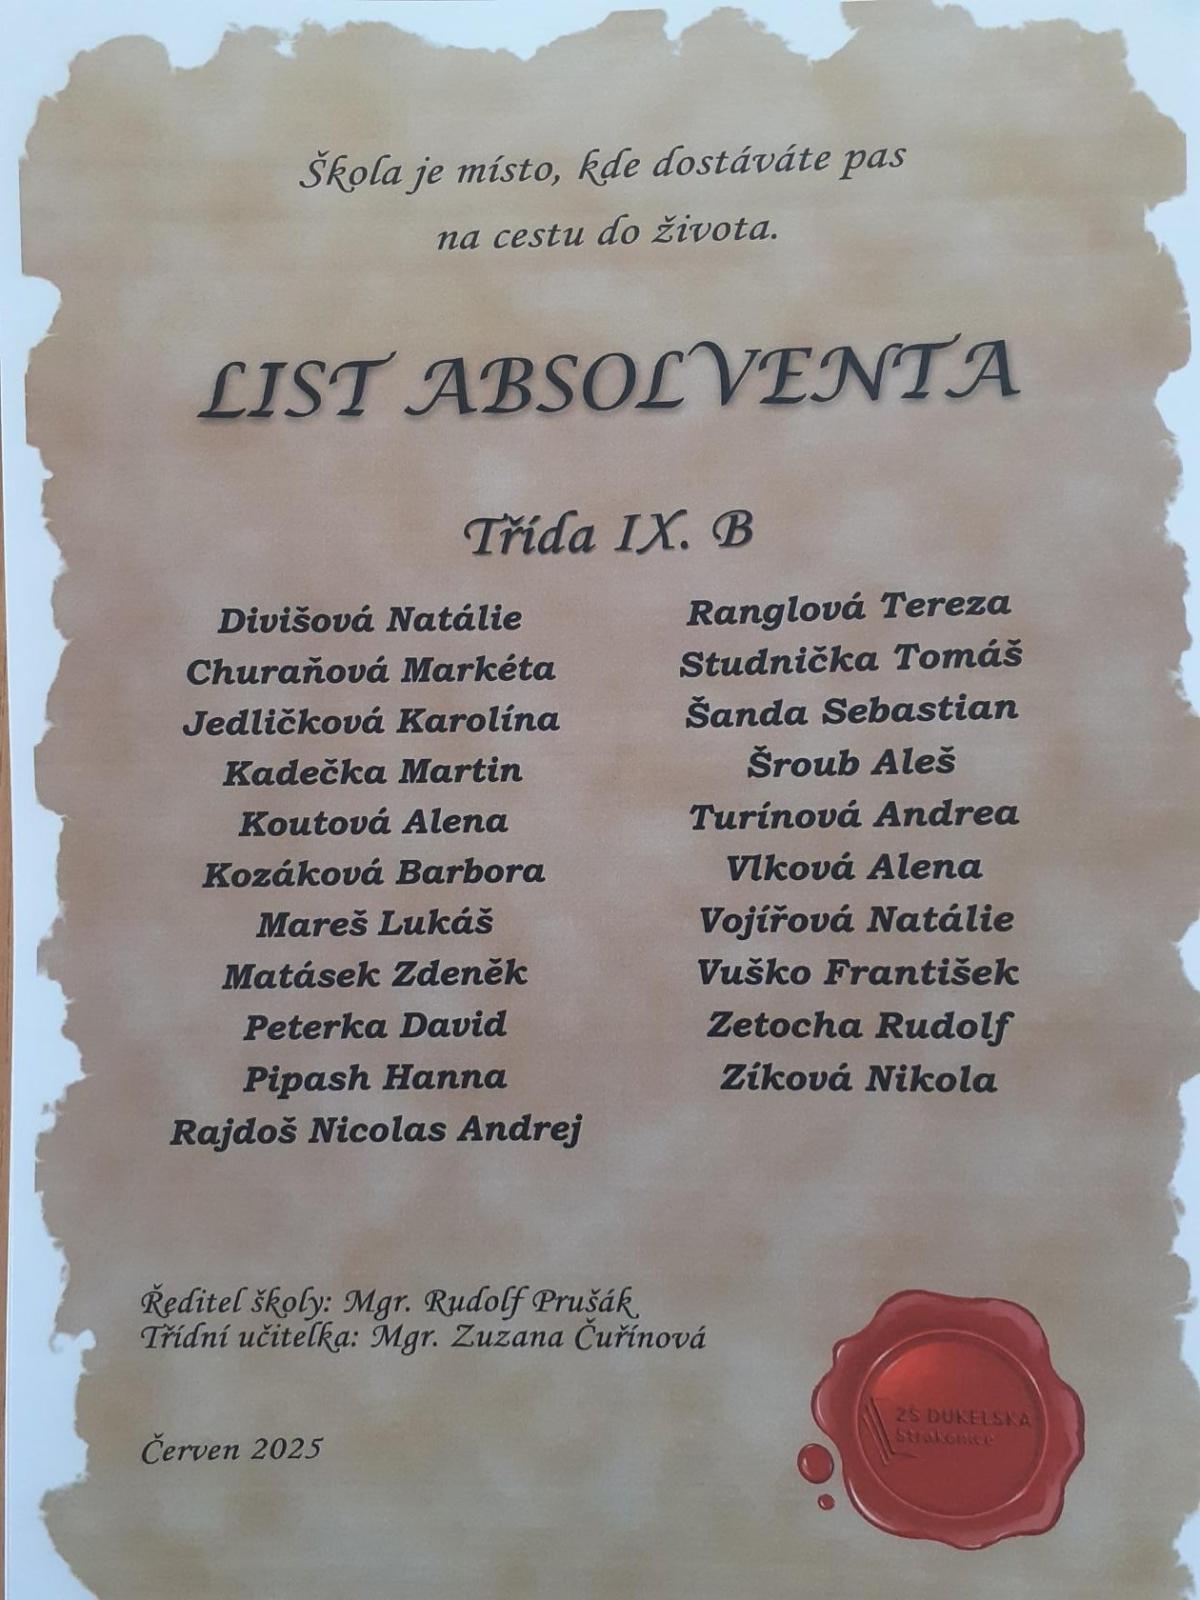 Škola je místo, kde dostáváte pas
na cestu do života.
LIST ABSOLVENTA
Třída IX. B
Divišová Natálie
Churaňová Markéta
Jedličková Karolína
Kadečka Martin
Koutová Alena
Kozáková Barbora
Mareš Lukáš
Matásek Zdeněk
Peterka David
Pipash Hanna
Rajdoš Nicolas Andrej
Ranglová Tereza
Studnička Tomáš
Šanda Sebastian
Šroub Aleš
Turínová Andrea
Vlková Alena
Vojířová Natálie
Vuško František
Zetocha Rudolf
Zíková Nikola
Ředitel školy: Mgr. Rudolf Prušák
Třídní učitelka: Mgr. Zuzana Čuřínová
Červen 2025
ZŠ DUKELSKÁ
Strakonice